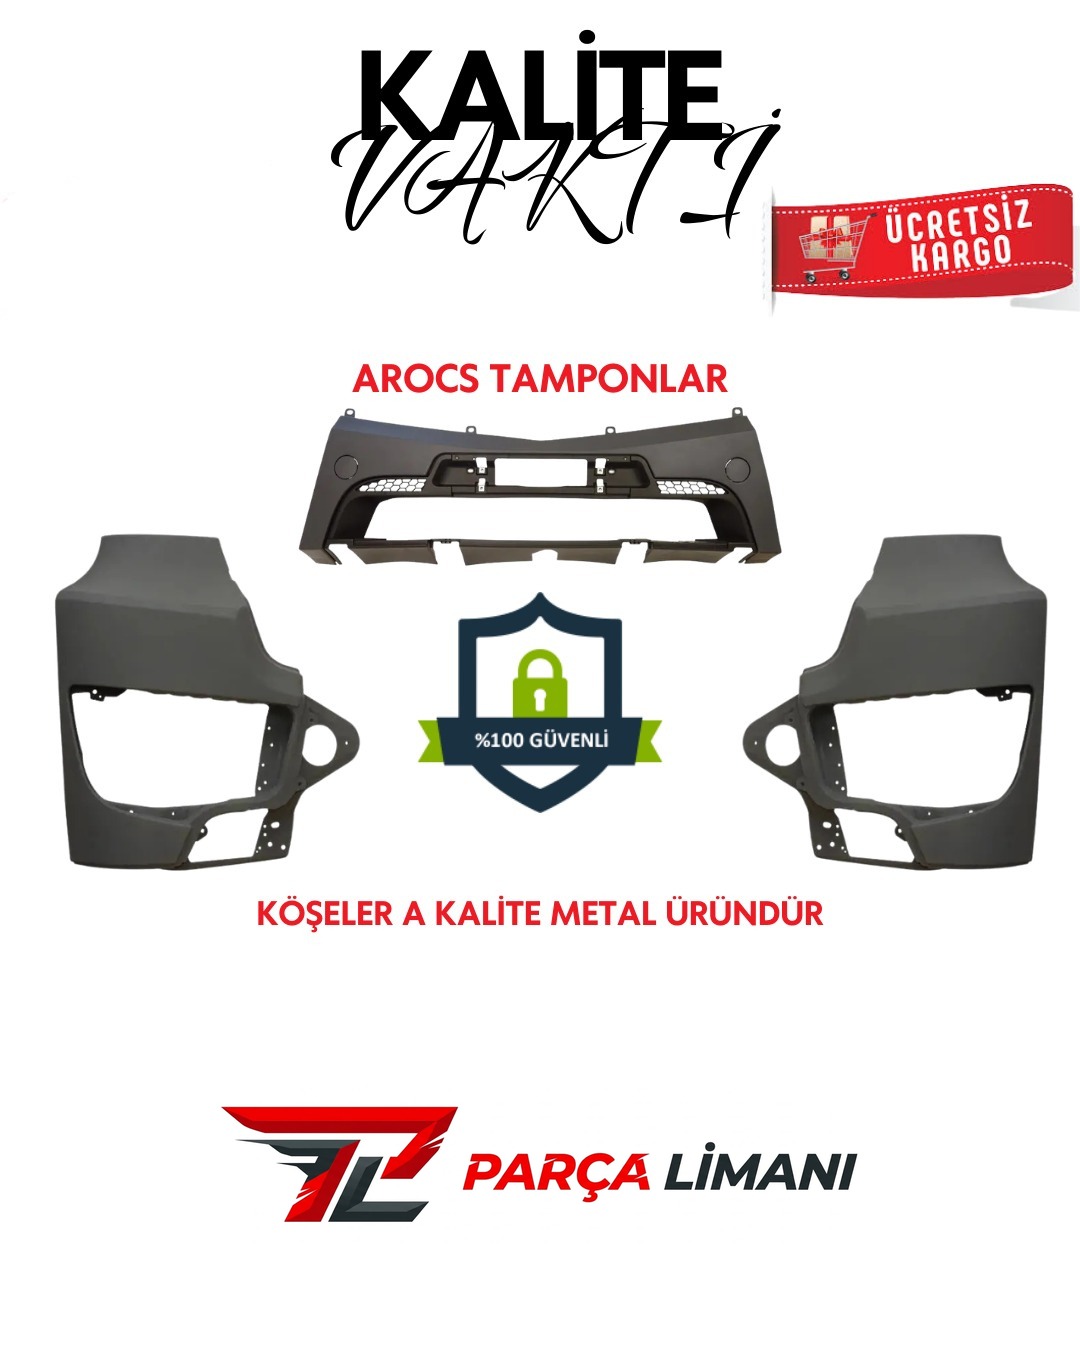 KALİTE
VAKTİ
ÜCRETSİZ
KARGO
AROCS TAMPONLAR
%100 GÜVENLİ
KÖŞELER A KALİTE METAL ÜRÜNDÜR
PARÇA LİMANI